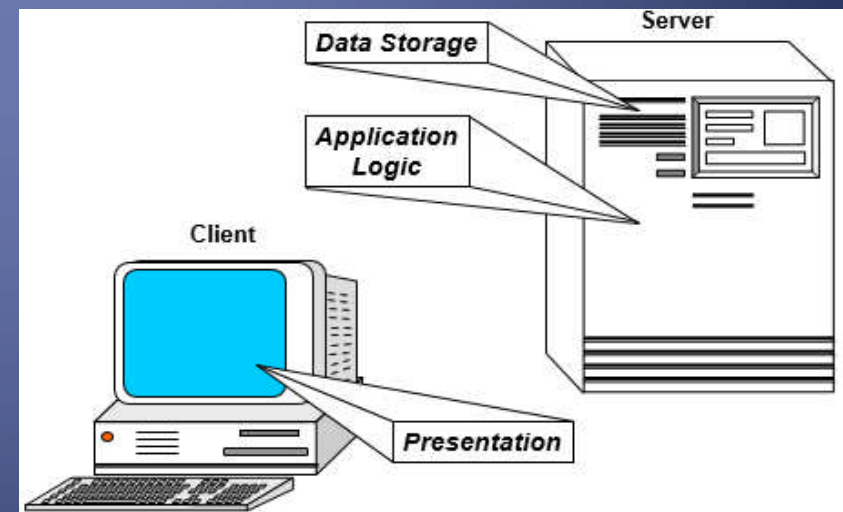 Server
Data Storage
Application
Logic
Client
Presentation